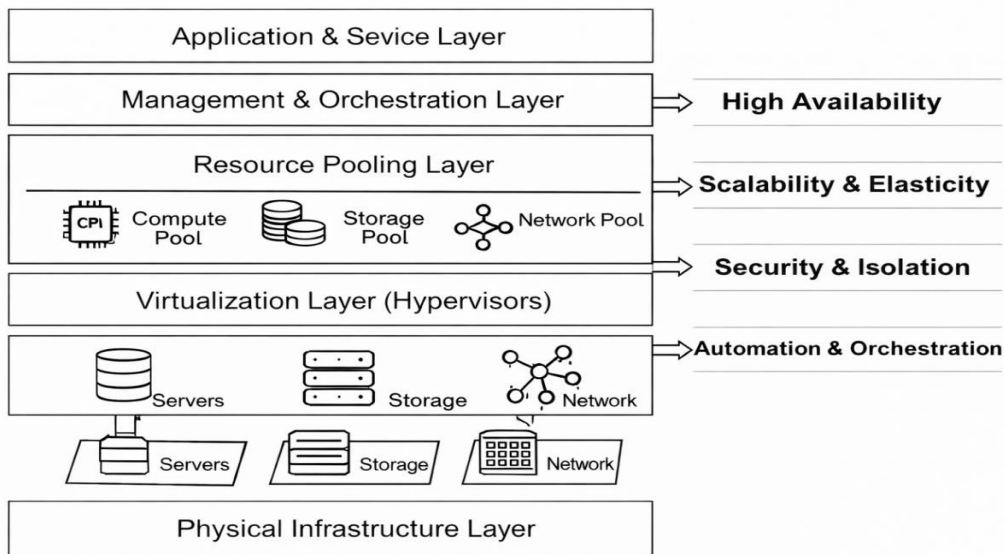 Application & Sevice Layer
Management & Orchestration Layer
High Availability
Resource Pooling Layer
Scalability & Elasticity
CPI
Compute
Pool
Storage
Pool
Network Pool
Security & Isolation
Virtualization Layer (Hypervisors)
Automation & Orchestration
Servers
Storage
Network
Servers
Storage
Network
Physical Infrastructure Layer